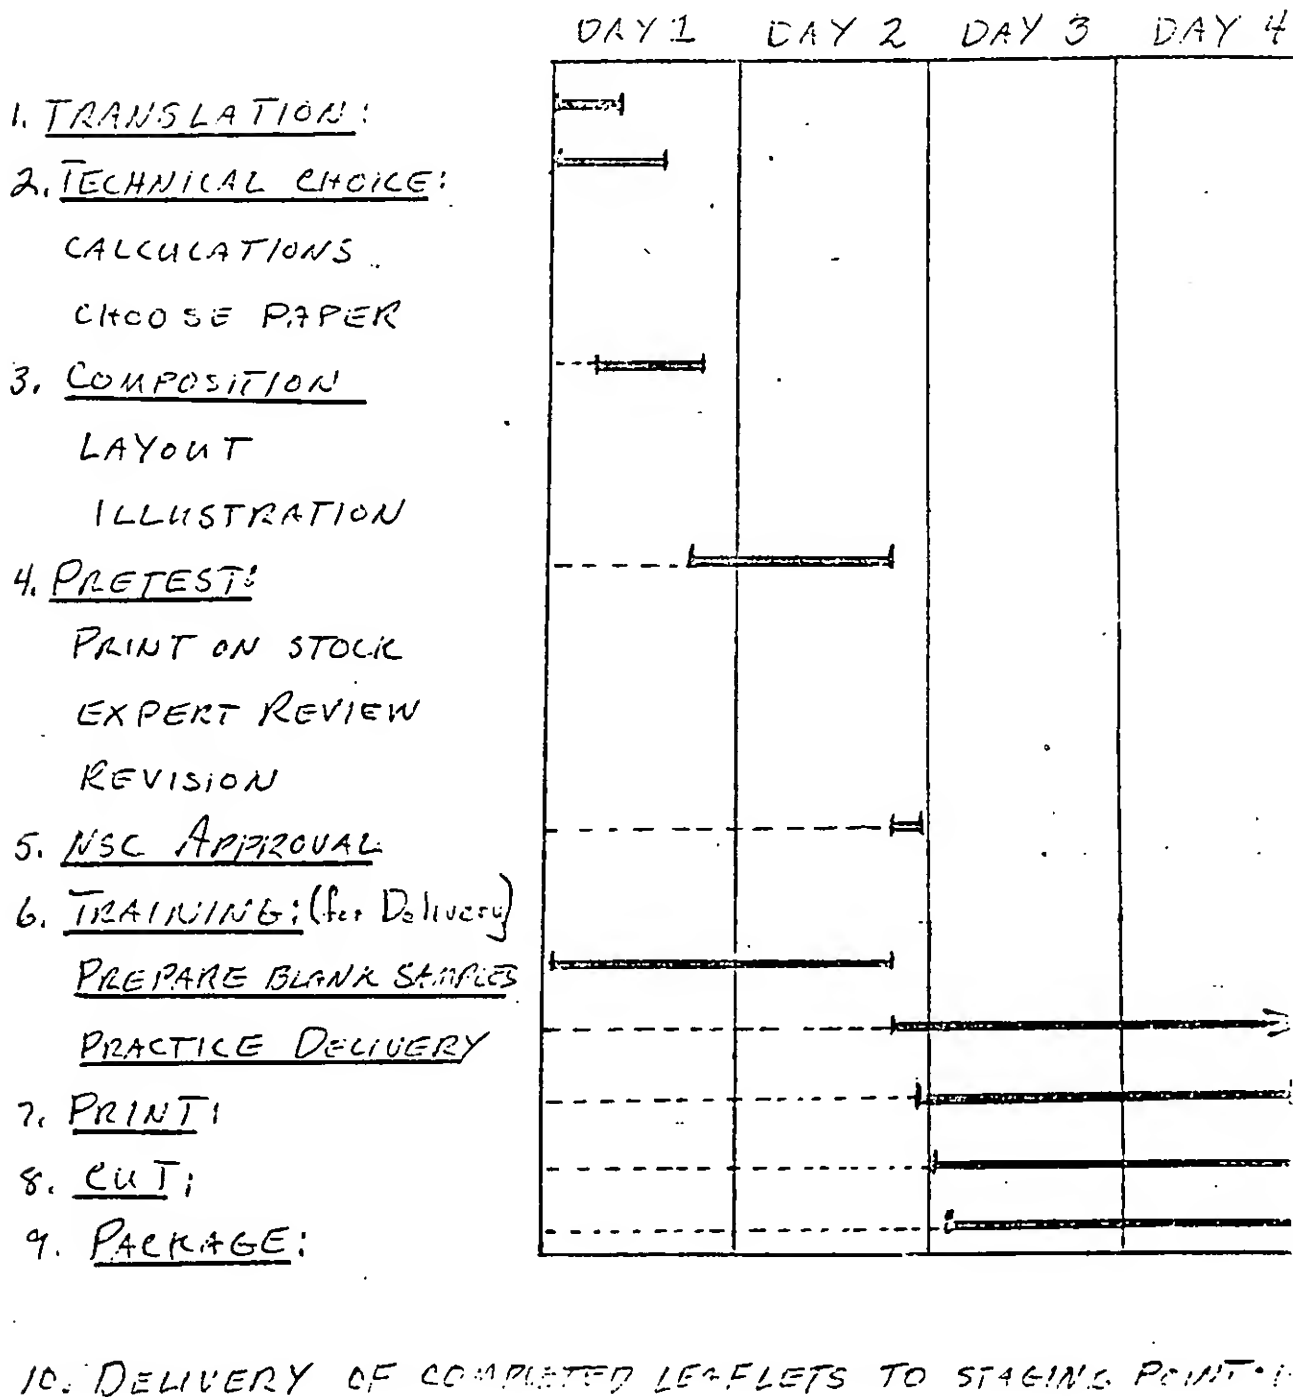 DAY 1 DAY 2 DAY 3 DAY 4
1. TRANSLATION:
2. TECHNICAL CHOICE:
CALCULATIONS
CHOOSE PAPER
3. COMPOSITION
LAYOUT
ILLUSTRATION
4. PRETEST:
PRINT ON STOCK
EXPERT REVIEW
REVISION
5. NSC APPROVAL
6. TRAINING: (for Delivery)
PREPARE BLANK SAMPLES
PRACTICE DELIVERY
7. PRINT:
8. CUT:
9. PACKAGE:
10. DELIVERY OF COMPLETED LEAFLETS TO STAGING POINT